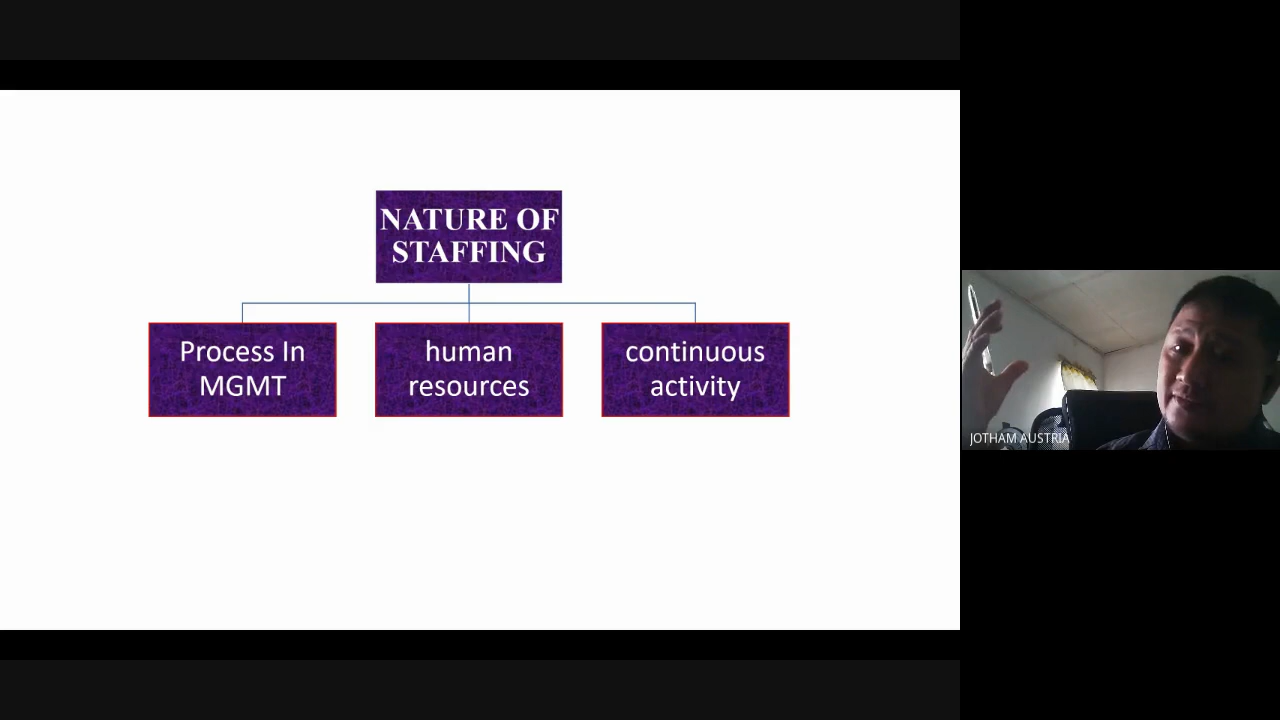 NATURE OF
STAFFING
Process In
MGMT
human
resources
continuous
activity
JOTHAM AUSTRIA